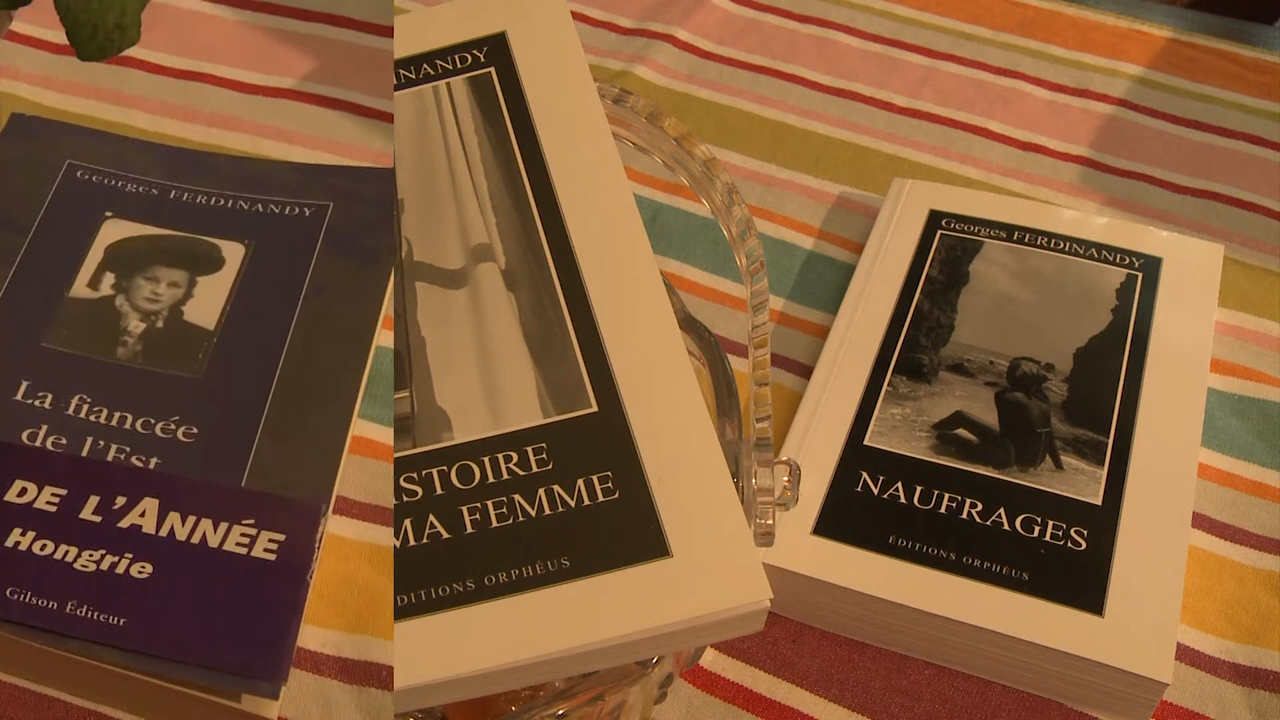 Georges FERDINANDY
La fiancée
de l'Est
DE L'ANNÉE
Hongrie
Gilson Éditeur
NANDY
ISTOIRE
MA FEMME
DITIONS ORPHÉUS
Georges FERDINANDY
NAUFRAGES
ÉDITIONS ORPHÉUS